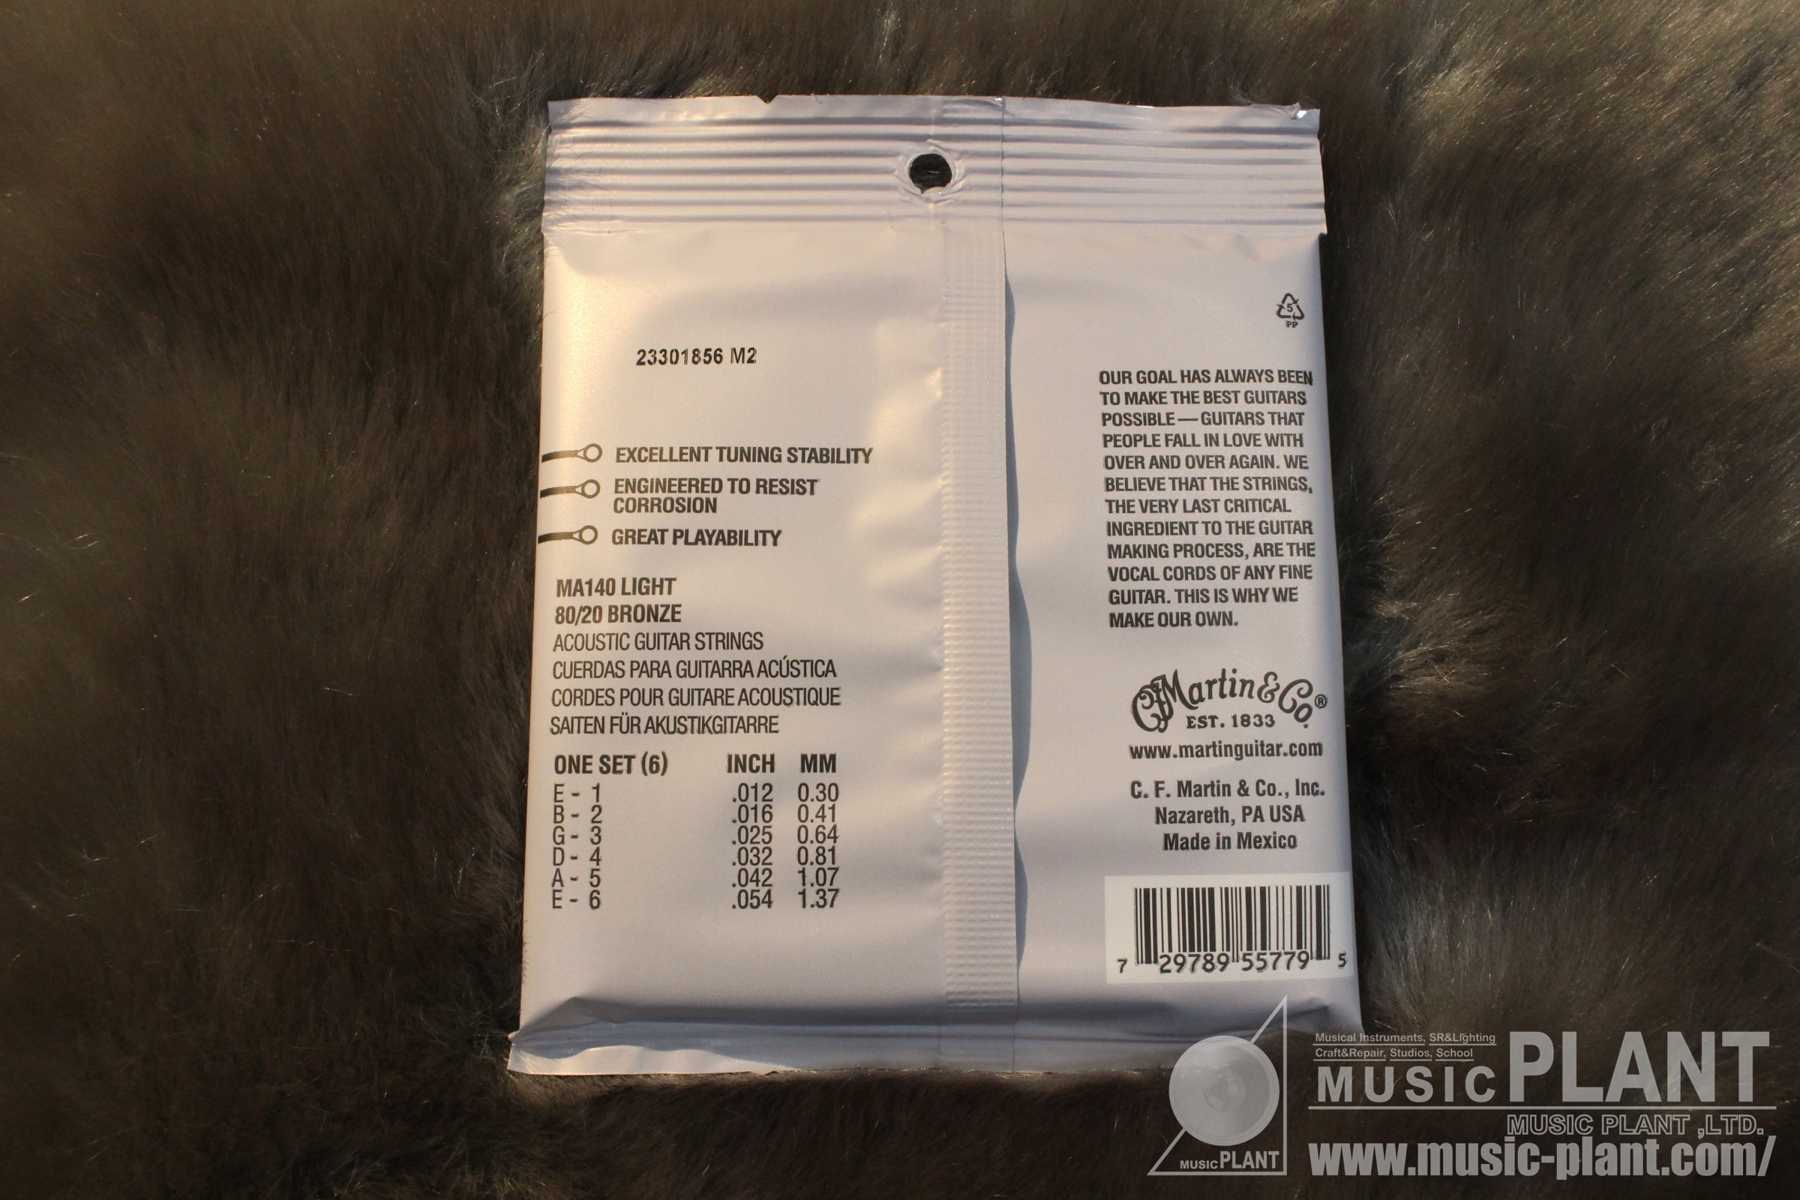 23301856 M2
EXCELLENT TUNING STABILITY
ENGINEERED TO RESIST
CORROSION
GREAT PLAYABILITY
MA140 LIGHT
80/20 BRONZE
ACOUSTIC GUITAR STRINGS
CUERDAS PARA GUITARRA ACÚSTICA
CORDES POUR GUITARE ACOUSTIQUE
SAITEN FÜR AKUSTIKGITARRE
ONE SET (6) INCH MM
E - 1 .012 0.30
B - 2 .016 0.41
G - 3 .025 0.64
D - 4 .032 0.81
A - 5 .042 1.07
E - 6 .054 1.37
5
PP
OUR GOAL HAS ALWAYS BEEN
TO MAKE THE BEST GUITARS
POSSIBLE — GUITARS THAT
PEOPLE FALL IN LOVE WITH
OVER AND OVER AGAIN. WE
BELIEVE THAT THE STRINGS,
THE VERY LAST CRITICAL
INGREDIENT TO THE GUITAR
MAKING PROCESS, ARE THE
VOCAL CORDS OF ANY FINE
GUITAR. THIS IS WHY WE
MAKE OUR OWN.
CF Martin & Co.®
EST. 1833
www.martinguitar.com
C. F. Martin & Co., Inc.
Nazareth, PA USA
Made in Mexico
7 29789 55779 5
Musical Instruments, SR&Lighting
Craft&Repair, Studios, School
MUSIC PLANT
MUSIC PLANT ,LTD.
MUSIC PLANT
www.music-plant.com/